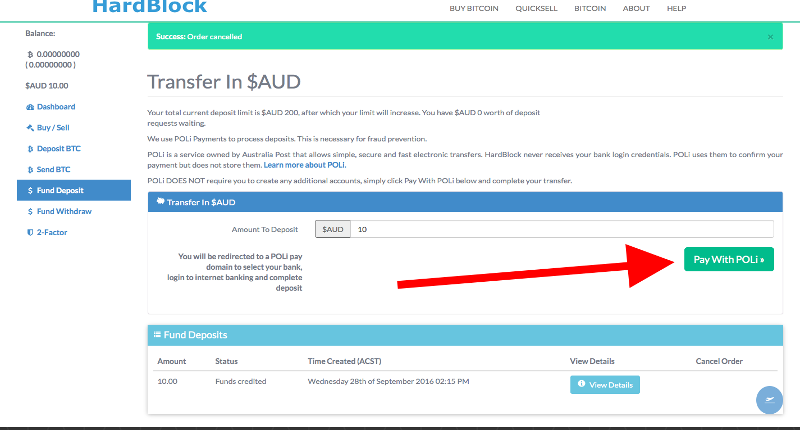 HardBlock
BUY BITCOIN QUICKSELL BITCOIN ABOUT HELP
Balance:
฿ 0.00000000
( 0.00000000 )
$AUD 10.00
Dashboard
Buy / Sell
Deposit BTC
Send BTC
$ Fund Deposit
$ Fund Withdraw
2-Factor
Success: Order cancelled ×
Transfer In $AUD
Your total current deposit limit is $AUD 200, after which your limit will increase. You have $AUD 0 worth of deposit
requests waiting.
We use POLi Payments to process deposits. This is necessary for fraud prevention.
POLi is a service owned by Australia Post that allows simple, secure and fast electronic transfers. HardBlock never receives your bank login credentials. POLi uses them to confirm your
payment but does not store them. Learn more about POLi.
POLi DOES NOT require you to create any additional accounts, simply click Pay With POLi below and complete your transfer.
Transfer In $AUD
Amount To Deposit $AUD 10
You will be redirected to a POLi pay
domain to select your bank,
login to internet banking and complete
deposit
Pay With POLi »
Fund Deposits
Amount Status Time Created (ACST) View Details Cancel Order
10.00 Funds credited Wednesday 28th of September 2016 02:15 PM View Details